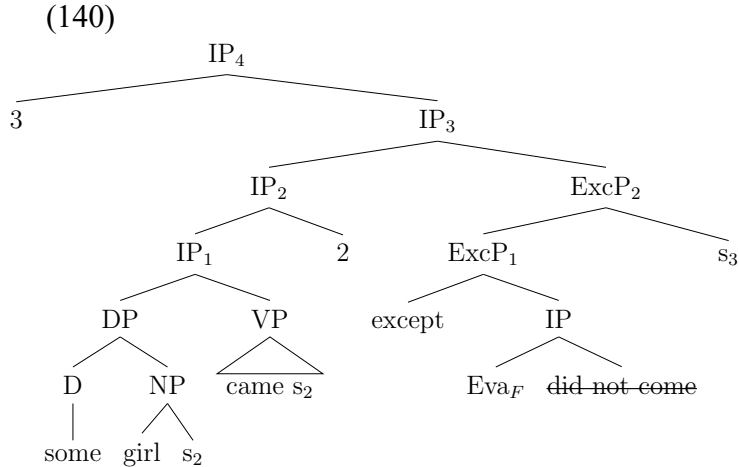 (140)
IP₄
3 IP₃
IP₂ ExcP₂
IP₁ 2 ExcP₁ s₃
DP VP except IP
D NP came s₂ Eva_F did not come
some girl s₂